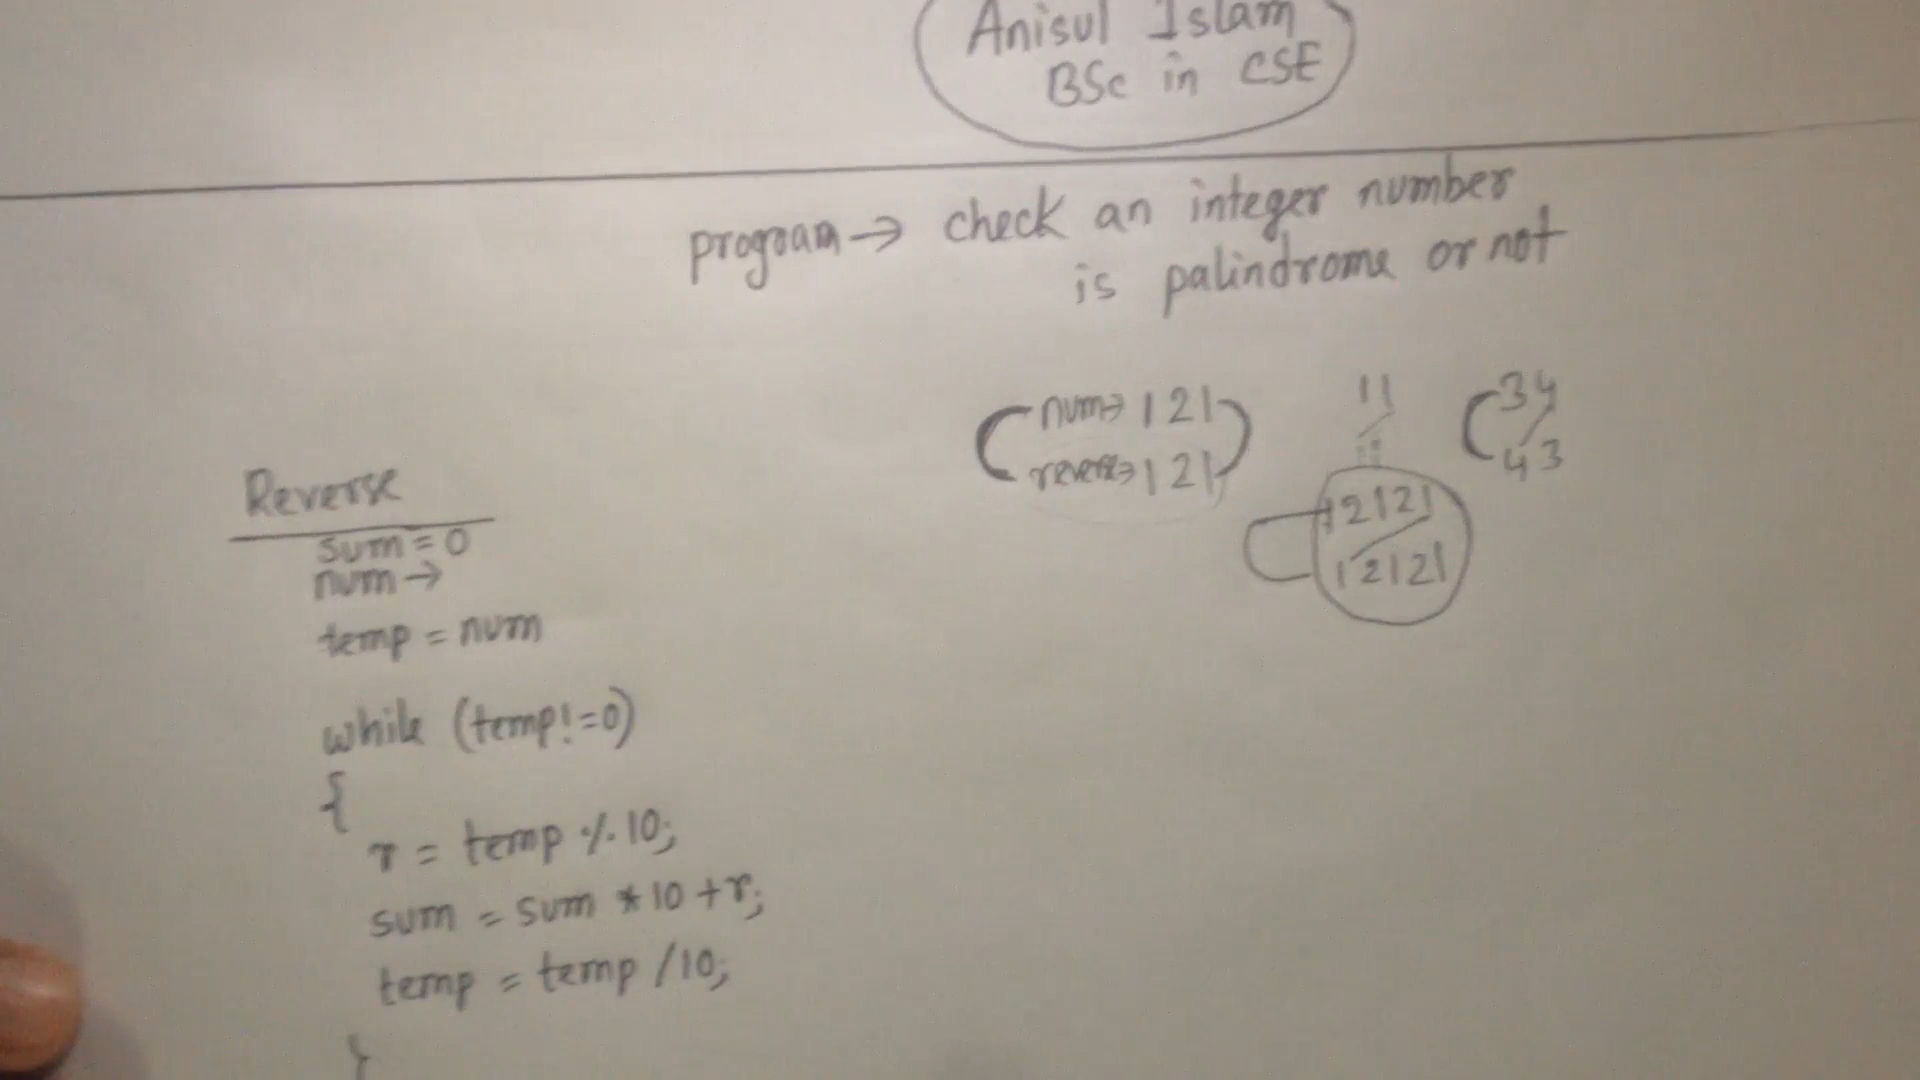 Anisul Islam
BSc in CSE
program → check an integer number
is palindrome or not
num→ 121
reverse→ 121
11
11
34
43
12121
12121
Reverse
sum = 0
num →
temp = num
while (temp!=0)
{
r = temp % 10;
sum = sum * 10 + r;
temp = temp / 10;
}